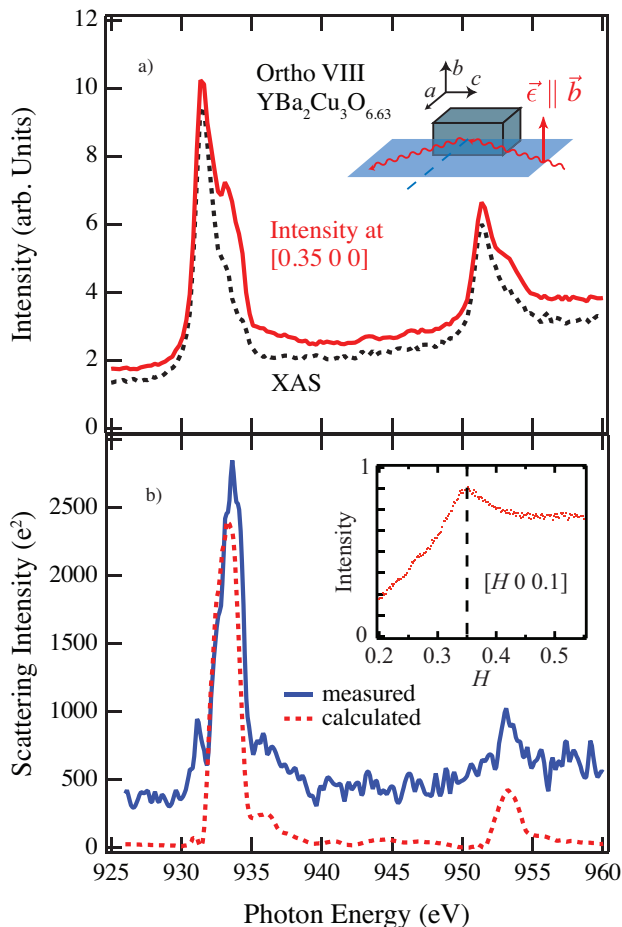 12
10
8
6
4
2
0
Intensity (arb. Units)
a)
Ortho VIII
YBa2Cu3O6.63
b
a
c
ϵ⃗ || b⃗
Intensity at
[0.35 0 0]
XAS
b)
2500
2000
1500
1000
500
0
Scattering Intensity (e²)
1
0
Intensity
[H 0 0.1]
0.2 0.3 0.4 0.5
H
measured
calculated
925 930 935 940 945 950 955 960
Photon Energy (eV)